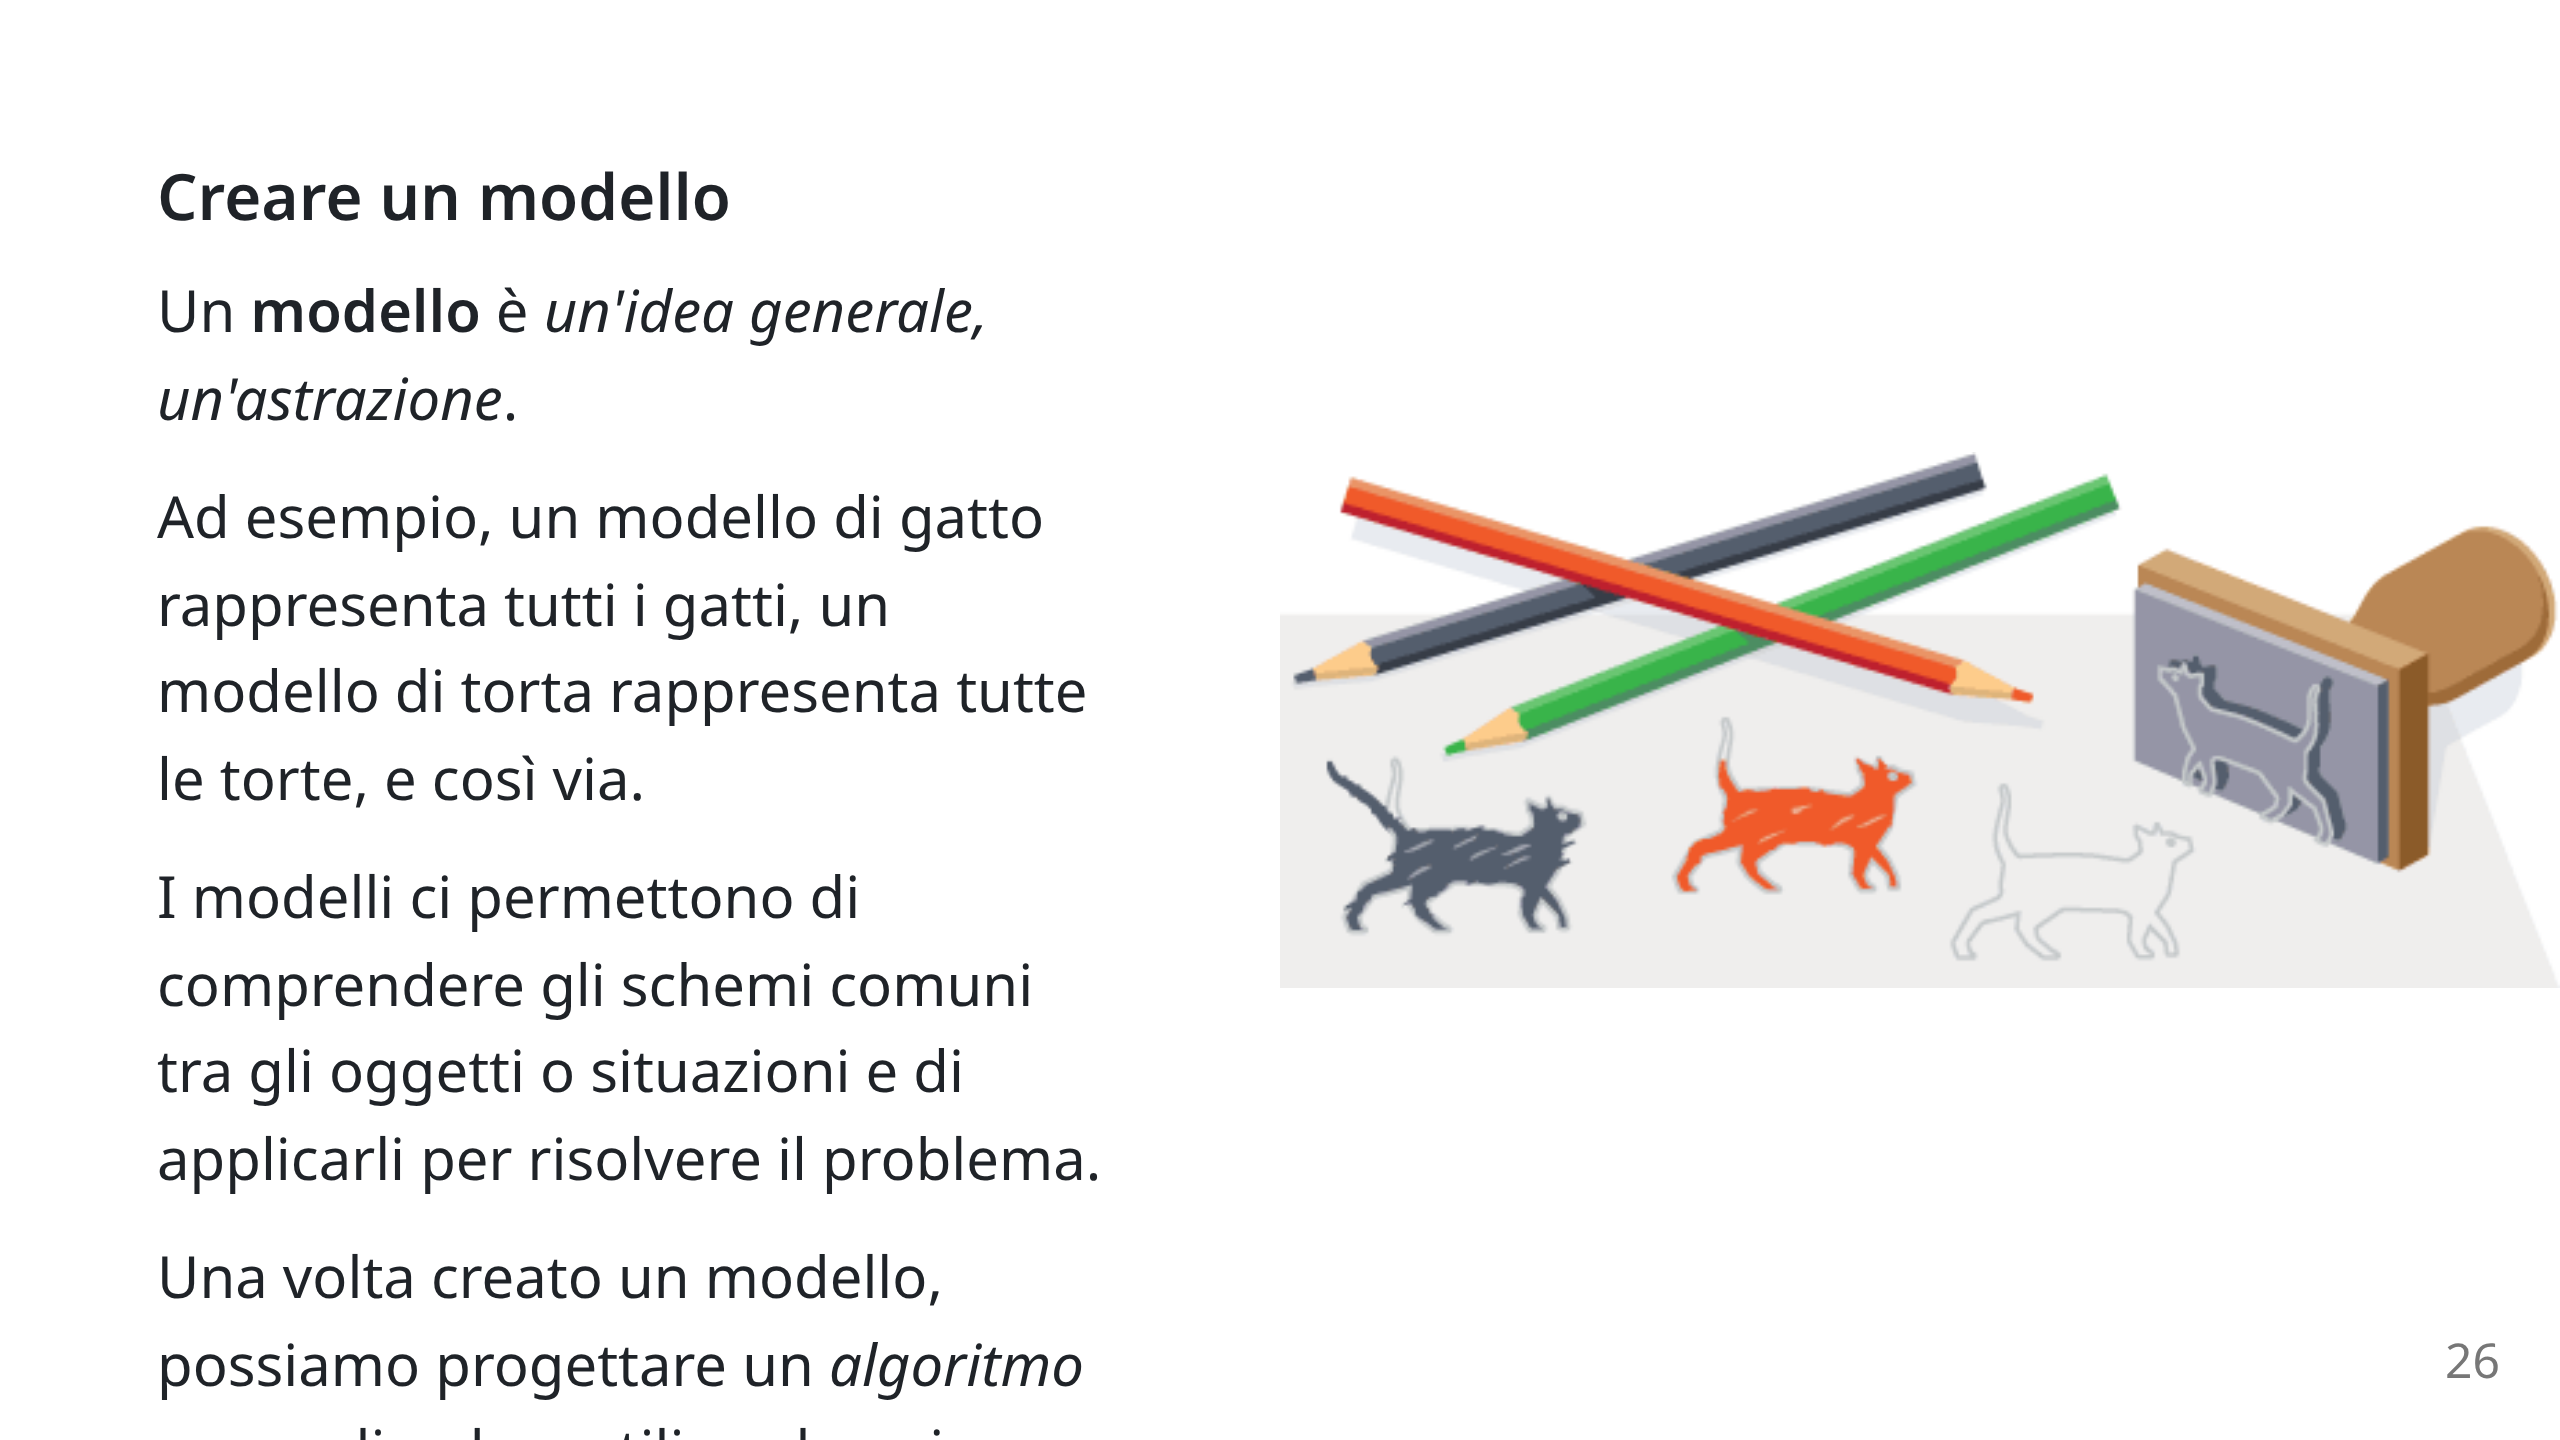 Creare un modello
Un modello è un'idea generale,
un'astrazione.
Ad esempio, un modello di gatto
rappresenta tutti i gatti, un
modello di torta rappresenta tutte
le torte, e così via.
I modelli ci permettono di
comprendere gli schemi comuni
tra gli oggetti o situazioni e di
applicarli per risolvere il problema.
Una volta creato un modello,
possiamo progettare un algoritmo
26